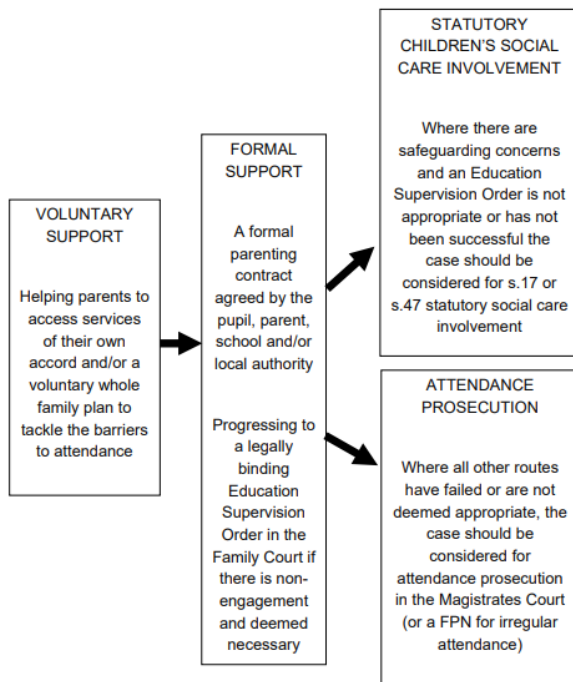 VOLUNTARY
SUPPORT
Helping parents to
access services
of their own
accord and/or a
voluntary whole
family plan to
tackle the barriers
to attendance
FORMAL
SUPPORT
A formal
parenting
contract
agreed by the
pupil, parent,
school and/or
local authority
Progressing to
a legally
binding
Education
Supervision
Order in the
Family Court if
there is non-
engagement
and deemed
necessary
STATUTORY
CHILDREN'S SOCIAL
CARE INVOLVEMENT
Where there are
safeguarding concerns
and an Education
Supervision Order is not
appropriate or has not
been successful the
case should be
considered for s.17 or
s.47 statutory social care
involvement
ATTENDANCE
PROSECUTION
Where all other routes
have failed or are not
deemed appropriate, the
case should be
considered for
attendance prosecution
in the Magistrates Court
(or a FPN for irregular
attendance)